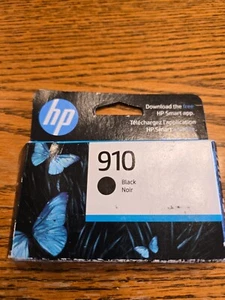 Download the free
HP Smart app.
Téléchargez l'application
HP Smart
hp
910
Black
Noir